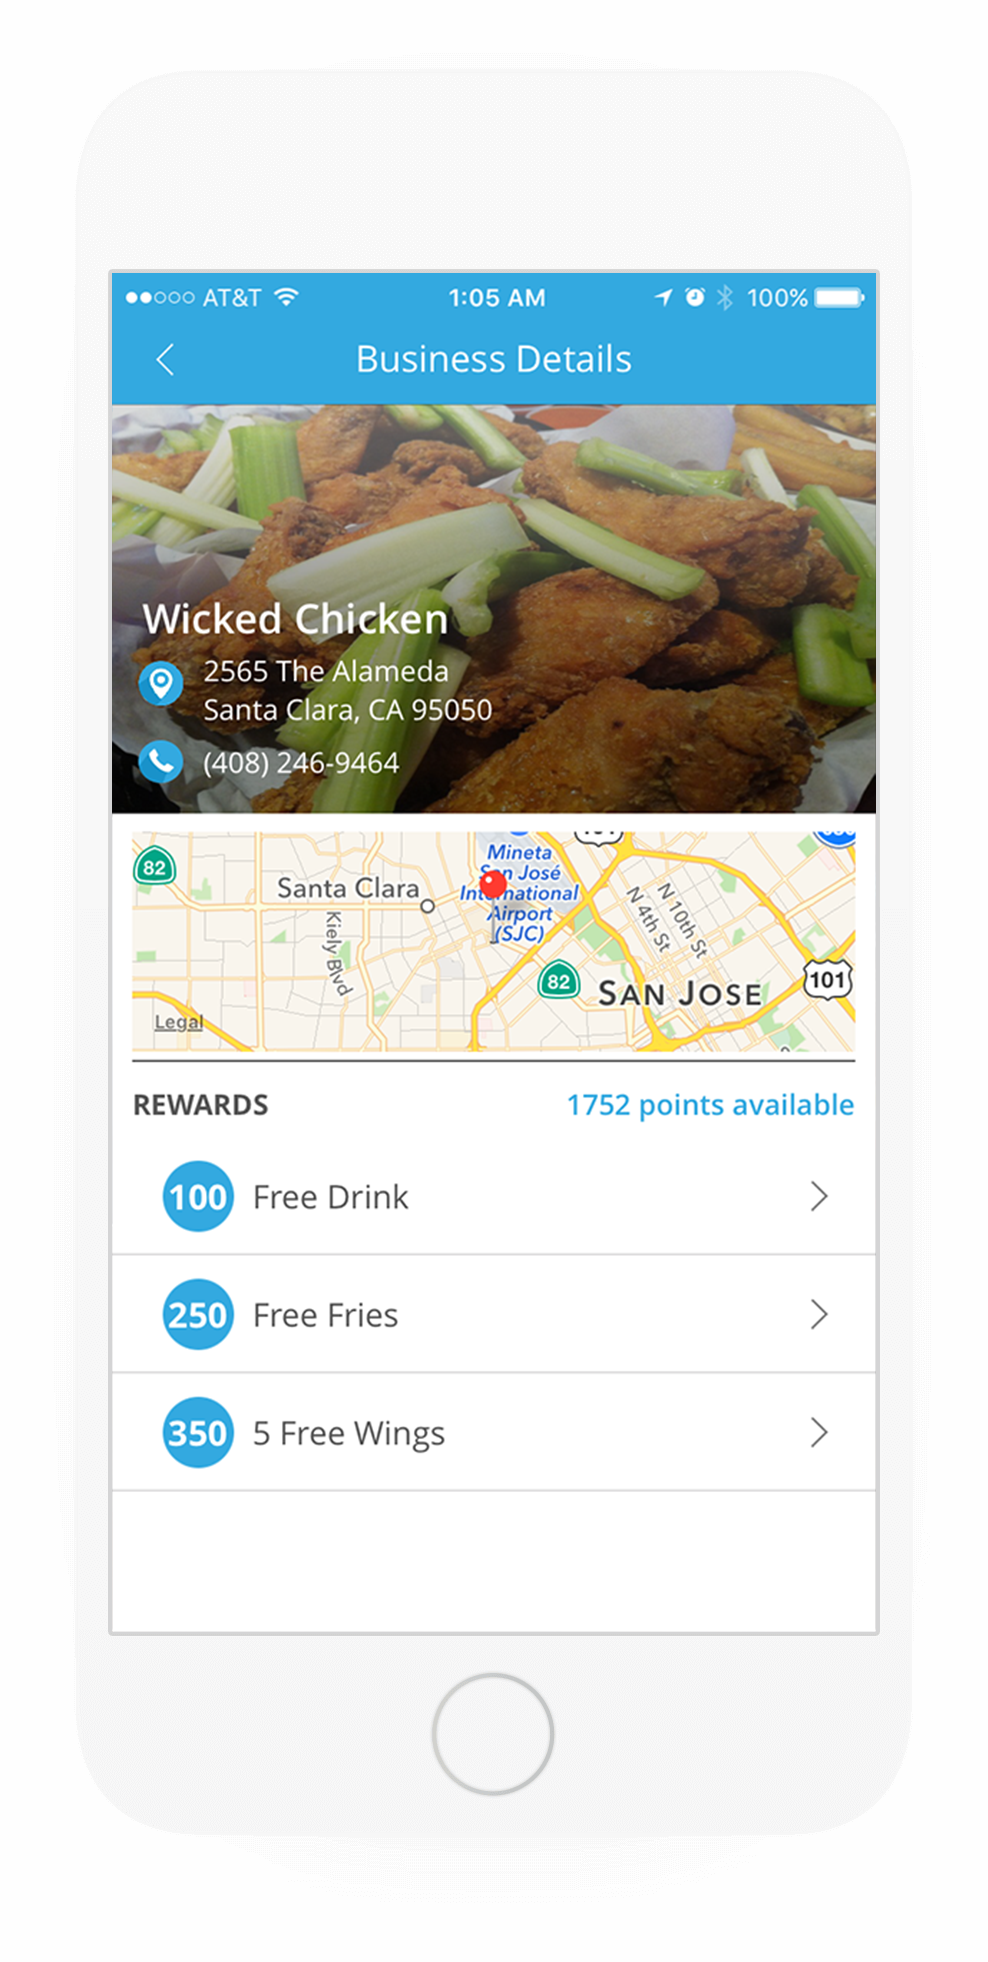 AT&T
1:05 AM
100%
Business Details
Wicked Chicken
2565 The Alameda
Santa Clara, CA 95050
(408) 246-9464
82
101
Mineta
San José
International
Airport
(SJC)
Santa Clara
Kiely Blvd
N 4th St
N 10th St
82
SAN JOSE
101
Legal
REWARDS
1752 points available
100 Free Drink
250 Free Fries
350 5 Free Wings